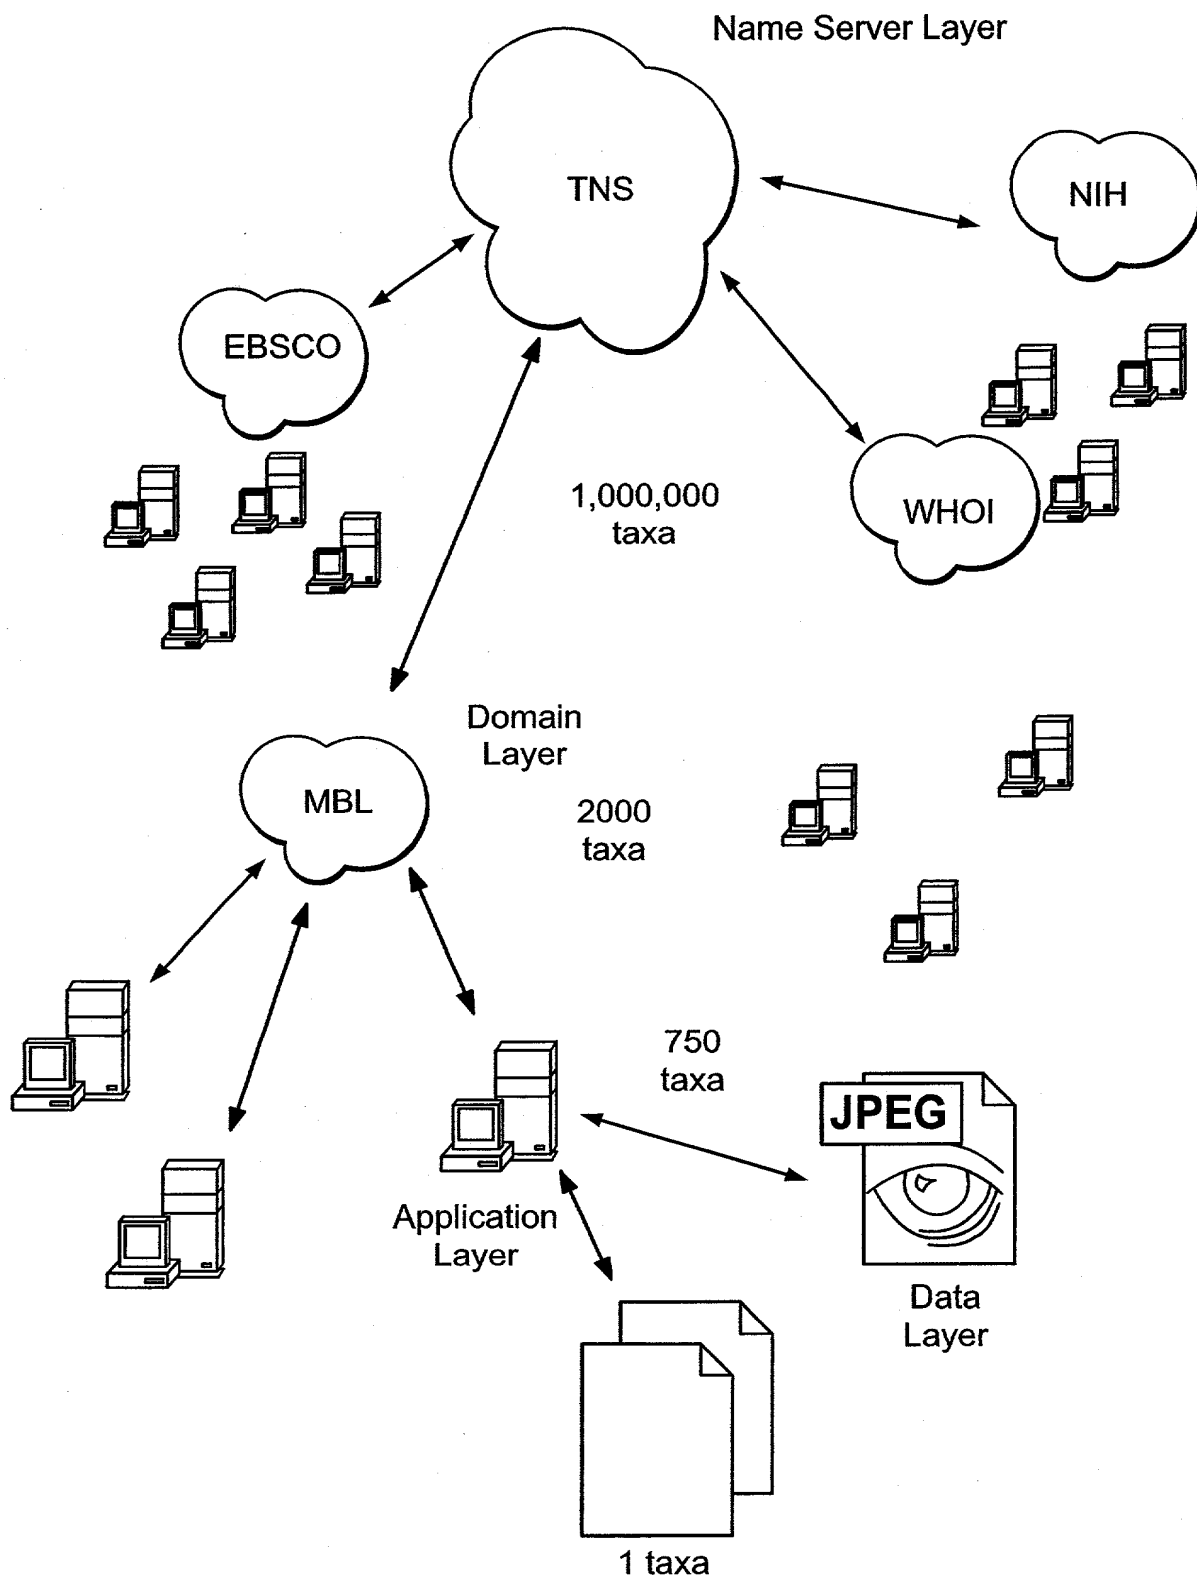 Name Server Layer
TNS
NIH
EBSCO
1,000,000
taxa
WHOI
Domain
Layer
MBL
2000
taxa
750
taxa
JPEG
Application
Layer
Data
Layer
1 taxa